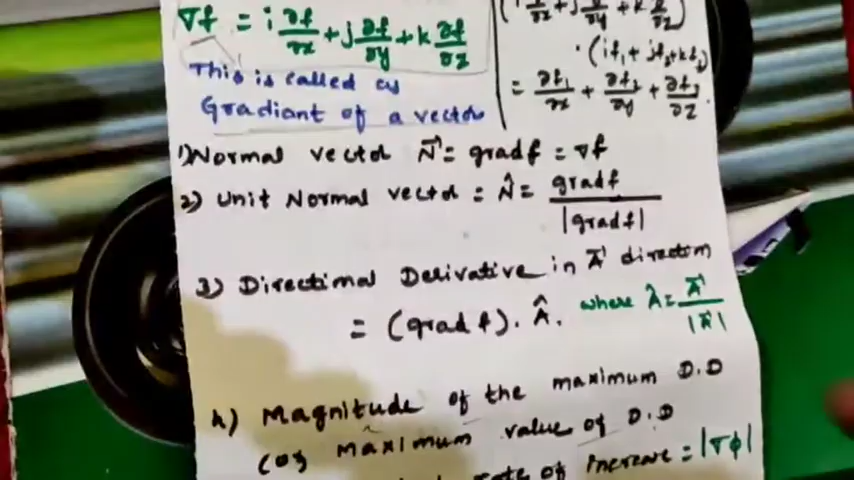 ∇f = i ∂f/∂x + j ∂f/∂y + k ∂f/∂z
This is called as
Gradiant of a vector
· (if₁ + jf₂ + kf₃)
= ∂f₁/∂x + ∂f₂/∂y + ∂f₃/∂z .
1) Normal vector N⃗ = grad f = ∇f
2) Unit Normal vector = N̂ = grad f / |grad f|
3) Directional Derivative in A⃗ direction
= (grad f) . Â . where Â = A⃗ / |A⃗|
4) Magnitude of the maximum D.D
(or) maximum value of D.D
rate of increase = |∇φ|